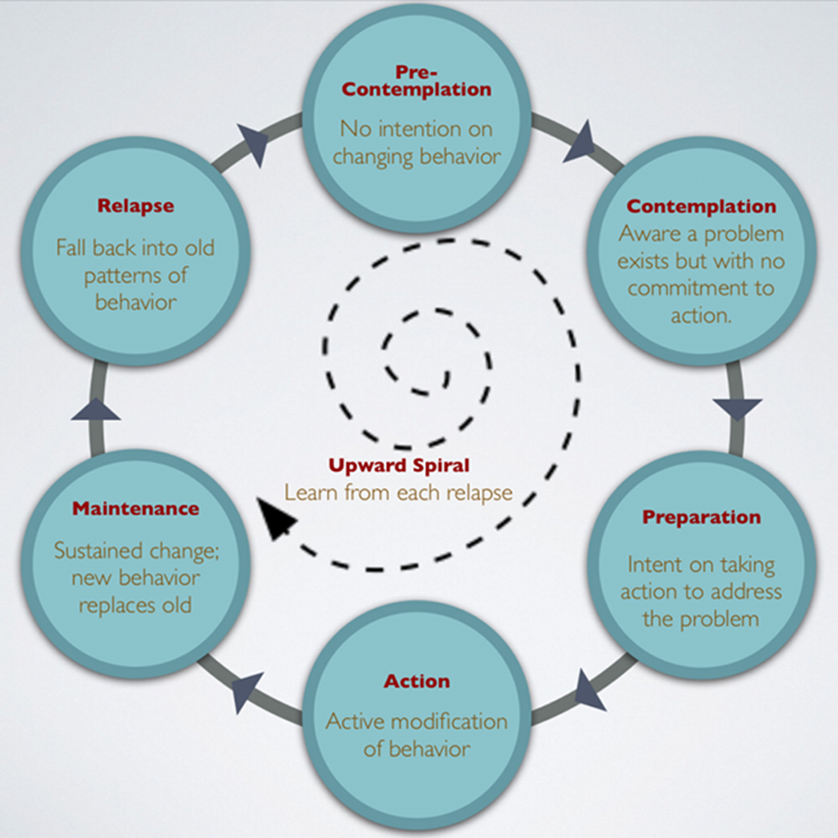 Pre-
Contemplation
No intention on
changing behavior
Contemplation
Aware a problem
exists but with no
commitment to
action.
Preparation
Intent on taking
action to address
the problem
Action
Active modification
of behavior
Maintenance
Sustained change;
new behavior
replaces old
Relapse
Fall back into old
patterns of
behavior
Upward Spiral
Learn from each relapse